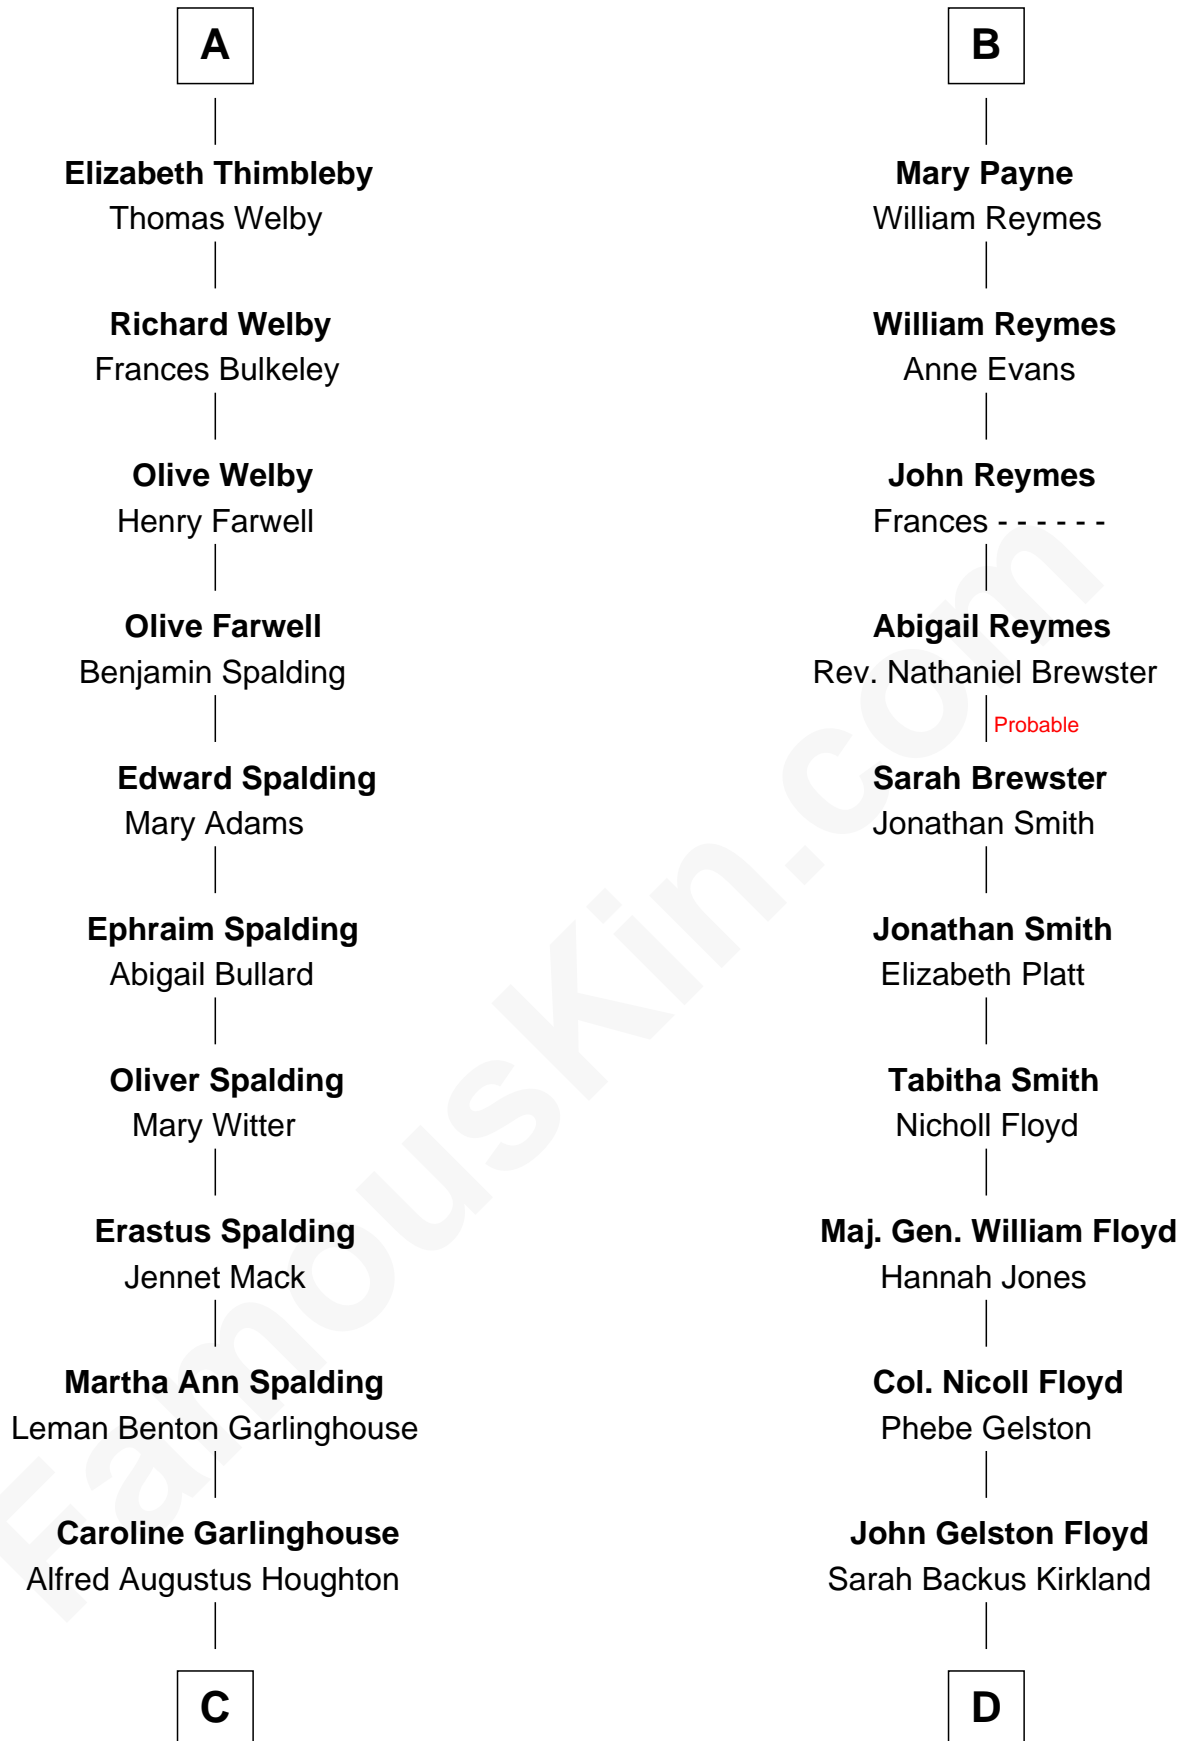 A
Elizabeth Thimbleby
Thomas Welby
Richard Welby
Frances Bulkeley
Olive Welby
Henry Farwell
Olive Farwell
Benjamin Spalding
Edward Spalding
Mary Adams
Ephraim Spalding
Abigail Bullard
Oliver Spalding
Mary Witter
Erastus Spalding
Jennet Mack
Martha Ann Spalding
Leman Benton Garlinghouse
Caroline Garlinghouse
Alfred Augustus Houghton
C
B
Mary Payne
William Reymes
William Reymes
Anne Evans
John Reymes
Frances - - - - - -
Abigail Reymes
Rev. Nathaniel Brewster
Probable
Sarah Brewster
Jonathan Smith
Jonathan Smith
Elizabeth Platt
Tabitha Smith
Nicholl Floyd
Maj. Gen. William Floyd
Hannah Jones
Col. Nicoll Floyd
Phebe Gelston
John Gelston Floyd
Sarah Backus Kirkland
D
FamousKin.com